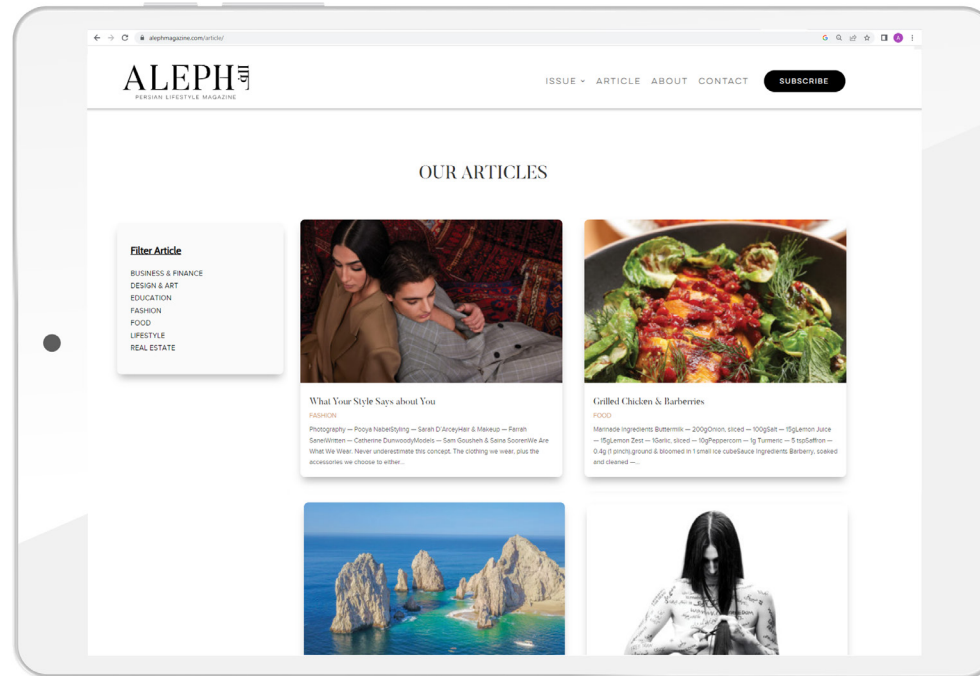 alephmagazine.com/article/
ALEPH
PERSIAN LIFESTYLE MAGAZINE
ISSUE ARTICLE ABOUT CONTACT SUBSCRIBE
OUR ARTICLES
Filter Article
BUSINESS & FINANCE
DESIGN & ART
EDUCATION
FASHION
FOOD
LIFESTYLE
REAL ESTATE
What Your Style Says about You
FASHION
Photography — Pooya NabeiStyling — Sarah D'ArceyHair & Makeup — Farrah
SaneiWritten — Catherine DunwoodyModels — Sam Gousheh & Saina SoorenWe Are
What We Wear. Never underestimate this concept. The clothing we wear, plus the
accessories we choose to either...
Grilled Chicken & Barberries
FOOD
Marinade Ingredients Buttermilk — 200gOnion, sliced — 100gSalt — 15gLemon Juice
— 15gLemon Zest — 1Garlic, sliced — 10gPeppercorn — 1g Turmeric — 5 tspSaffron —
0.4g (1 pinch),ground & bloomed in 1 small ice cubeSauce Ingredients Barberry, soaked
and cleaned —...